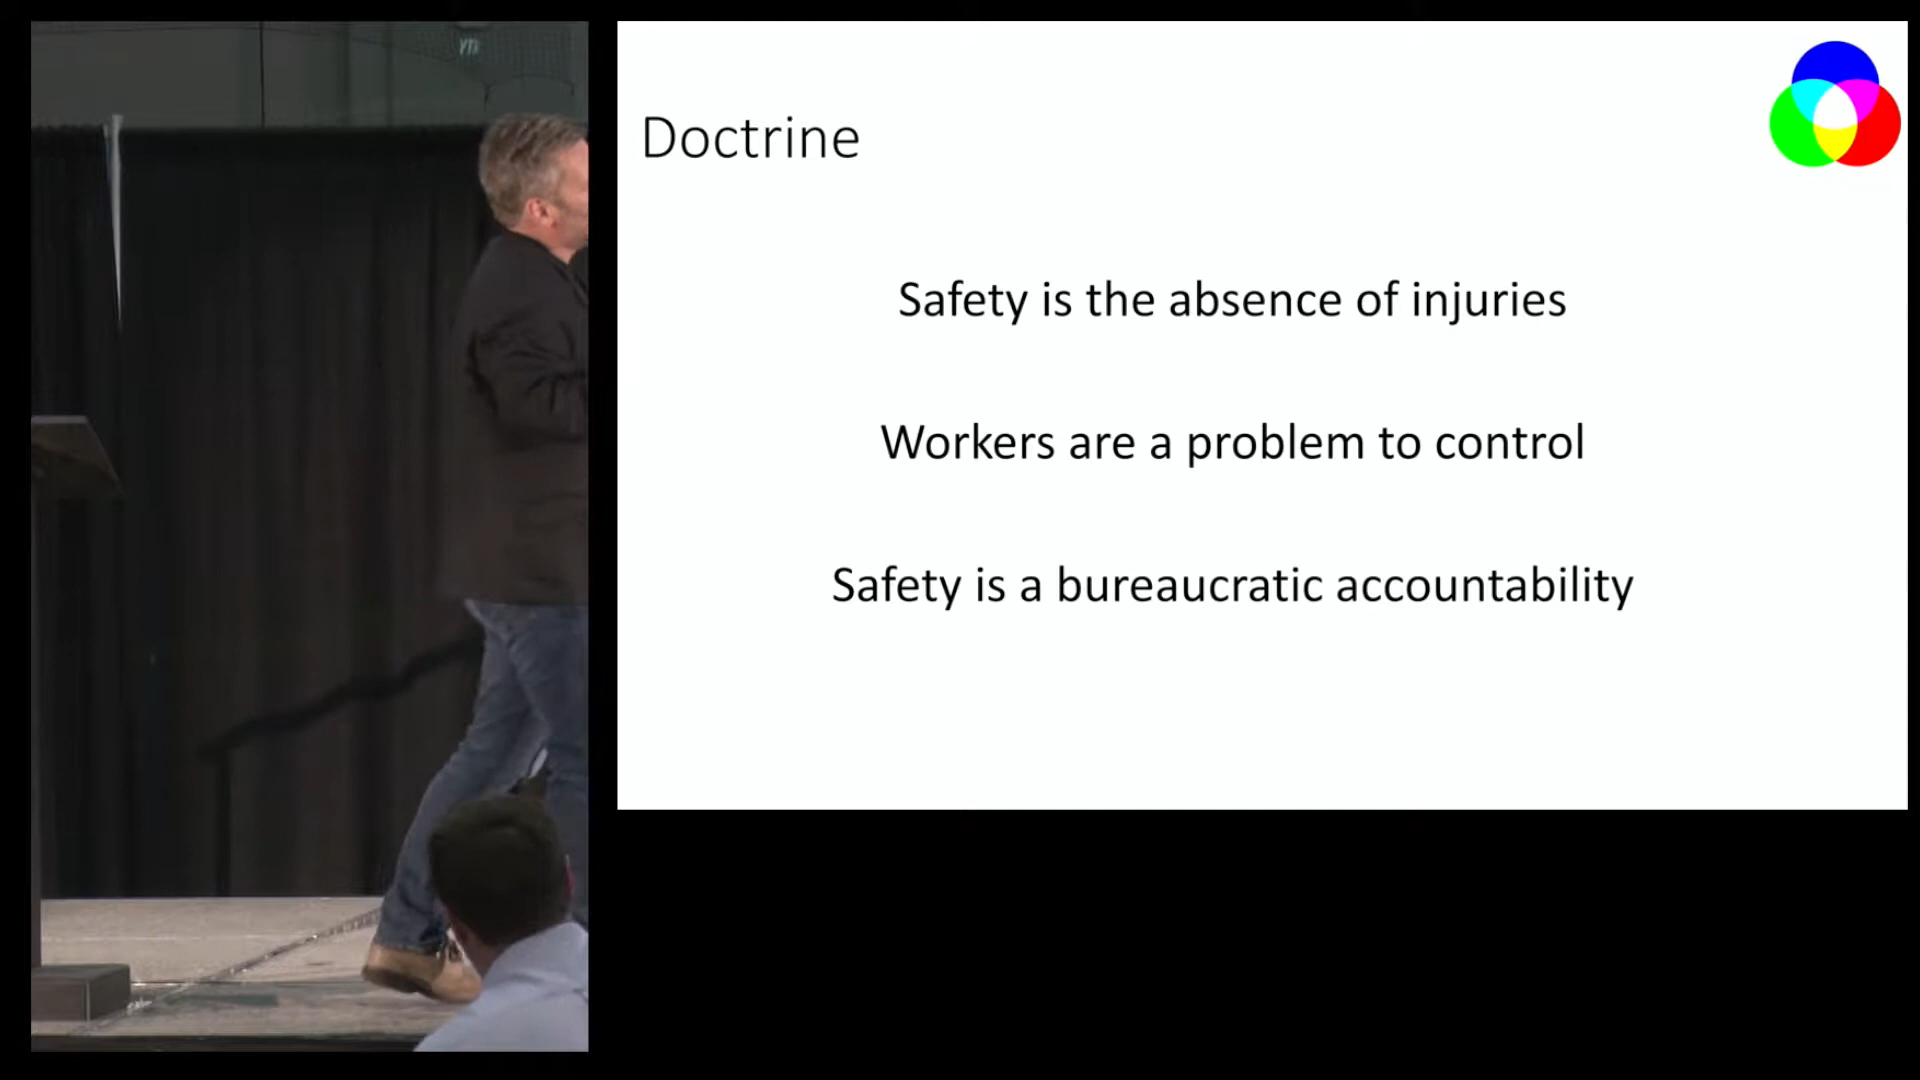 Doctrine
Safety is the absence of injuries
Workers are a problem to control
Safety is a bureaucratic accountability